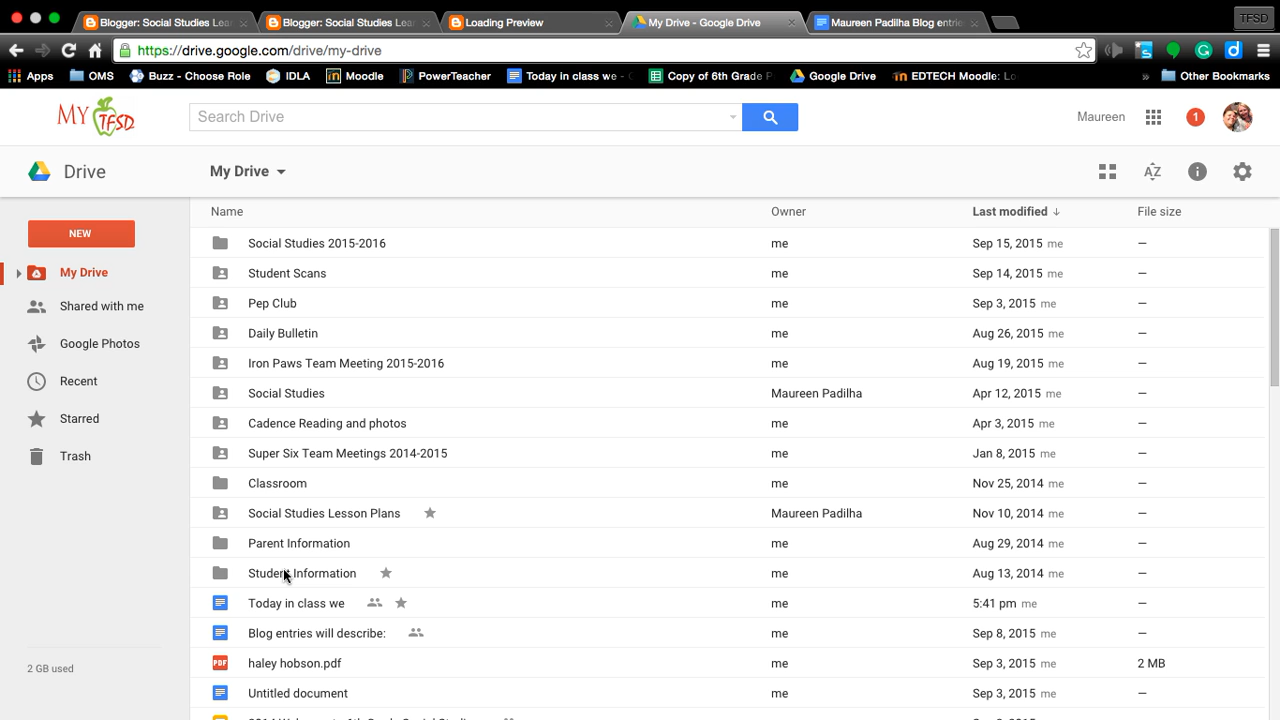 Blogger: Social Studies Les
Blogger: Social Studies Les
Loading Preview
My Drive - Google Drive
Maureen Padilha Blog entrie
TFSD
https://drive.google.com/drive/my-drive
Apps
OMS
Buzz - Choose Role
IDLA
Moodle
PowerTeacher
Today in class we -
Copy of 6th Grade P
Google Drive
EDTECH Moodle: Lo
»
Other Bookmarks
MY TFSD
Search Drive
Maureen
1
Drive
My Drive
AZ
NEW
Name Owner Last modified ↓ File size
My Drive
Shared with me
Google Photos
Recent
Starred
Trash
2 GB used
Social Studies 2015-2016 me Sep 15, 2015 me —
Student Scans me Sep 14, 2015 me —
Pep Club me Sep 3, 2015 me —
Daily Bulletin me Aug 26, 2015 me —
Iron Paws Team Meeting 2015-2016 me Aug 19, 2015 me —
Social Studies Maureen Padilha Apr 12, 2015 me —
Cadence Reading and photos me Apr 3, 2015 me —
Super Six Team Meetings 2014-2015 me Jan 8, 2015 me —
Classroom me Nov 25, 2014 me —
Social Studies Lesson Plans Maureen Padilha Nov 10, 2014 me —
Parent Information me Aug 29, 2014 me —
Student Information me Aug 13, 2014 me —
Today in class we me 5:41 pm me —
Blog entries will describe: me Sep 8, 2015 me —
PDF haley hobson.pdf me Sep 3, 2015 me 2 MB
Untitled document me Sep 3, 2015 me —